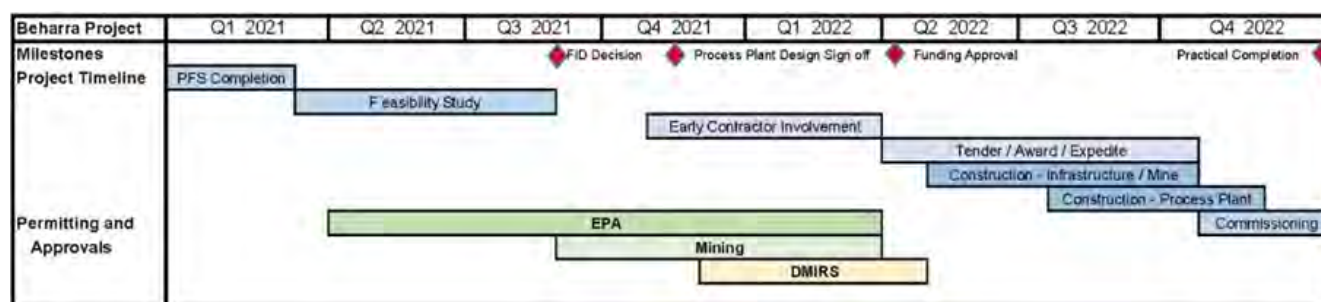 Beharra Project Q1 2021 Q2 2021 Q3 2021 Q4 2021 Q1 2022 Q2 2022 Q3 2022 Q4 2022
Milestones FID Decision Process Plant Design Sign off Funding Approval Practical Completion
Project Timeline PFS Completion
Feasibility Study
Early Contractor Involvement
Tender / Award / Expedite
Construction - Infrastructure / Mine
Construction - Process Plant
Permitting and EPA Commissioning
Approvals Mining
DMIRS